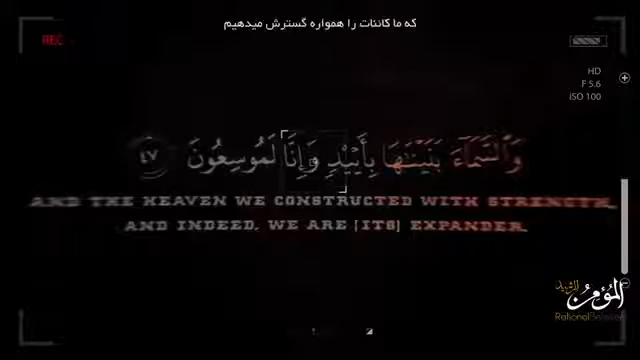 که ما کائنات را همواره گسترش میدهیم
REC
HD
F 5.6
ISO 100
وَالسَّمَاءَ بَنَيْنَاهَا بِأَيْيدٍ وَإِنَّا لَمُوسِعُونَ ٤٧
AND THE HEAVEN WE CONSTRUCTED WITH STRENGTH,
AND INDEED, WE ARE [ITS] EXPANDER.
المؤمن الرشيد
Rational Believer